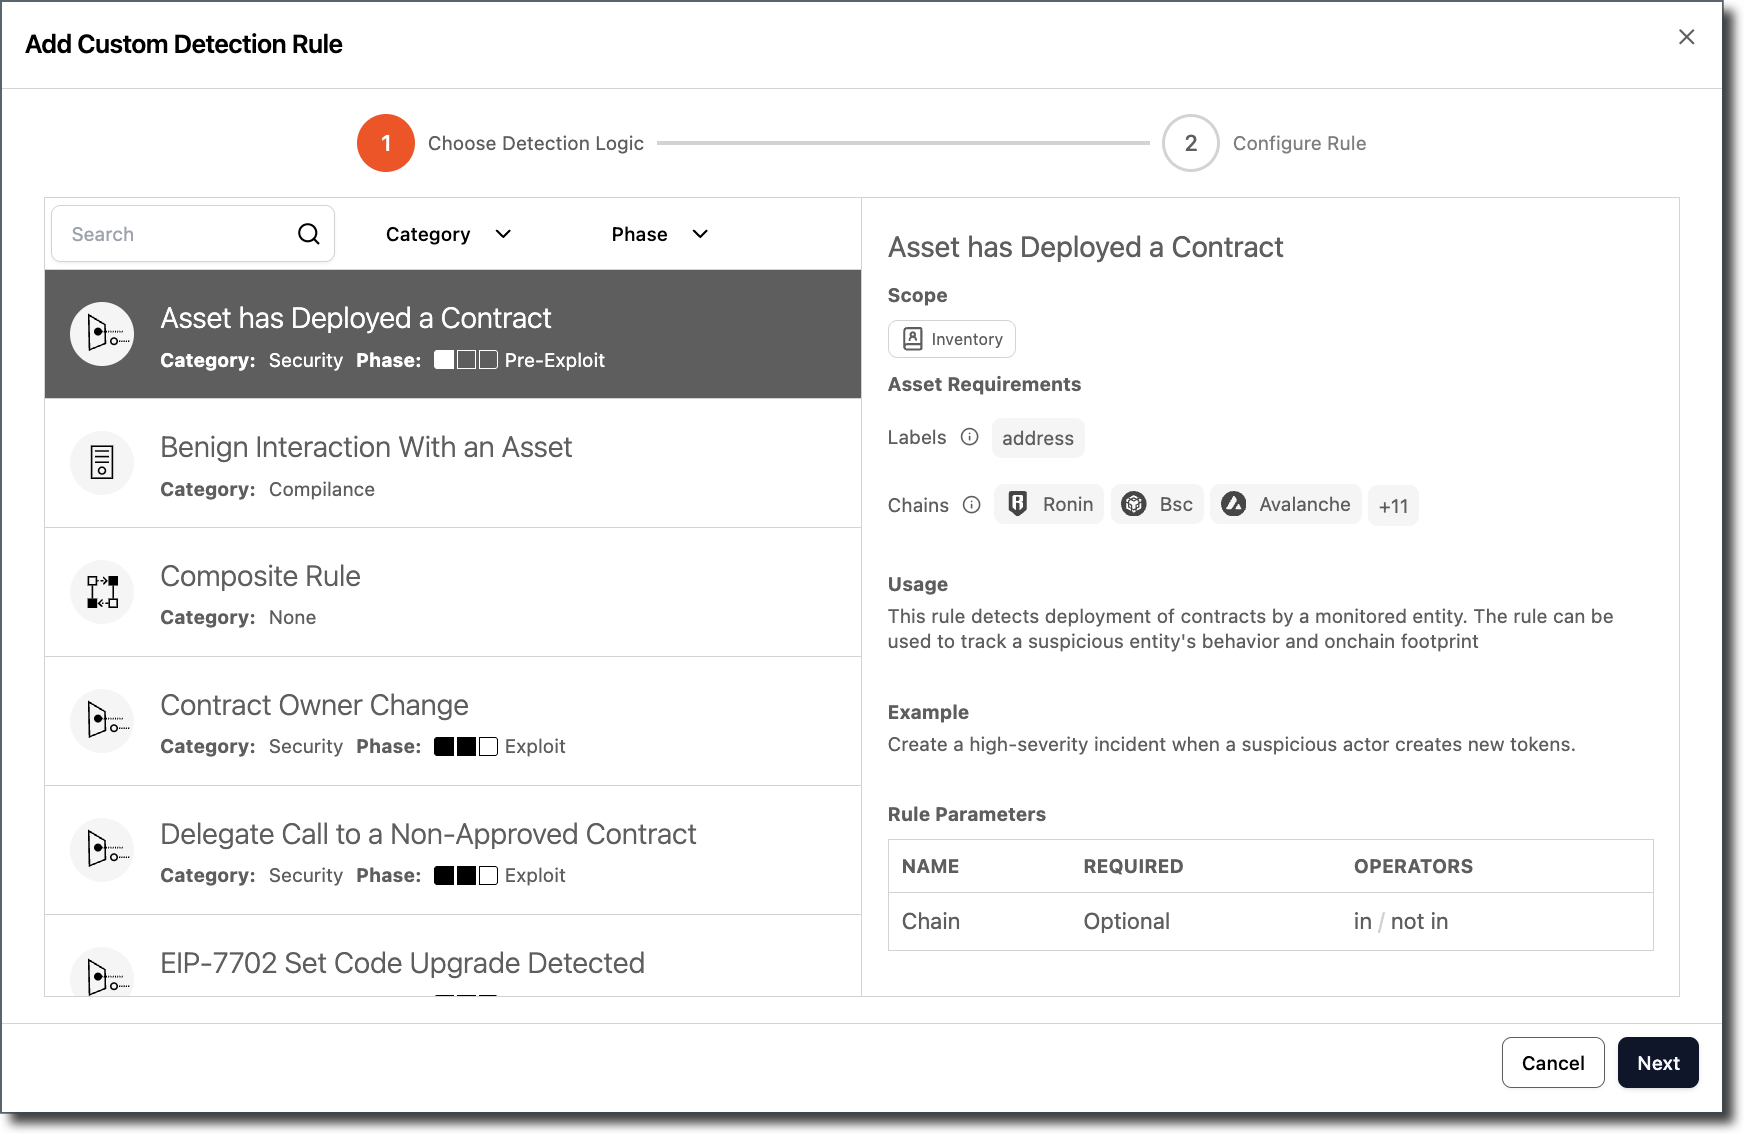 Add Custom Detection Rule
1 Choose Detection Logic
2 Configure Rule
Search
Category
Phase
Asset has Deployed a Contract
Category: Security Phase: Pre-Exploit
Benign Interaction With an Asset
Category: Compilance
Composite Rule
Category: None
Contract Owner Change
Category: Security Phase: Exploit
Delegate Call to a Non-Approved Contract
Category: Security Phase: Exploit
EIP-7702 Set Code Upgrade Detected
Asset has Deployed a Contract
Scope
Inventory
Asset Requirements
Labels address
Chains Ronin Bsc Avalanche +11
Usage
This rule detects deployment of contracts by a monitored entity. The rule can be
used to track a suspicious entity's behavior and onchain footprint
Example
Create a high-severity incident when a suspicious actor creates new tokens.
Rule Parameters
NAME REQUIRED OPERATORS
Chain Optional in / not in
Cancel
Next